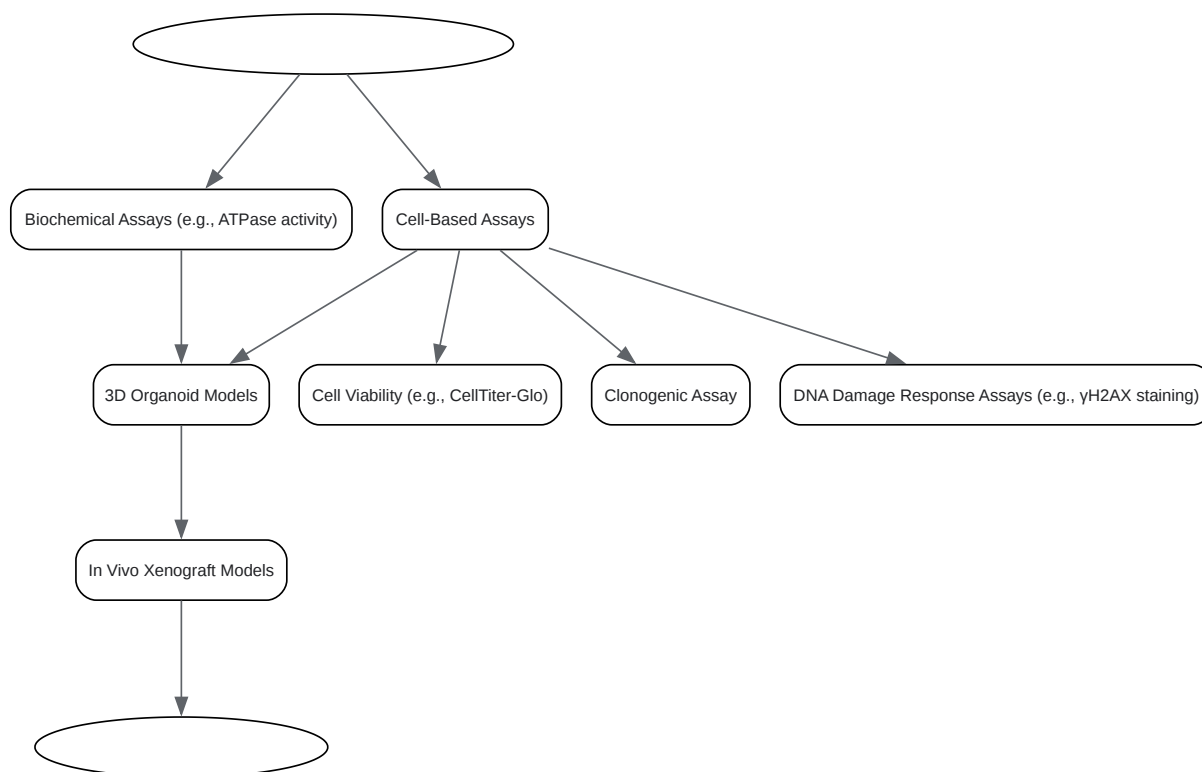 Biochemical Assays (e.g., ATPase activity)
Cell-Based Assays
3D Organoid Models
Cell Viability (e.g., CellTiter-Glo)
Clonogenic Assay
DNA Damage Response Assays (e.g., γH2AX staining)
In Vivo Xenograft Models